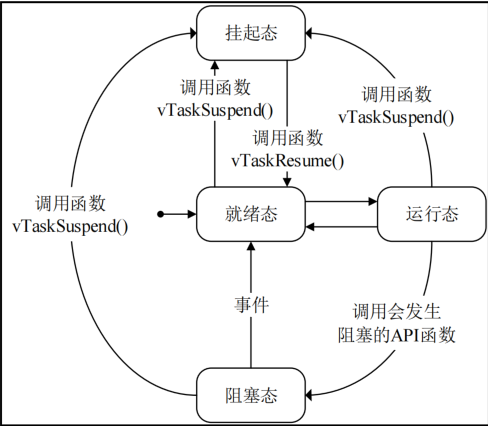 挂起态
调用函数
vTaskSuspend()
调用函数
vTaskSuspend()
调用函数
vTaskResume()
调用函数
vTaskSuspend()
就绪态
运行态
事件
调用会发生
阻塞的API函数
阻塞态